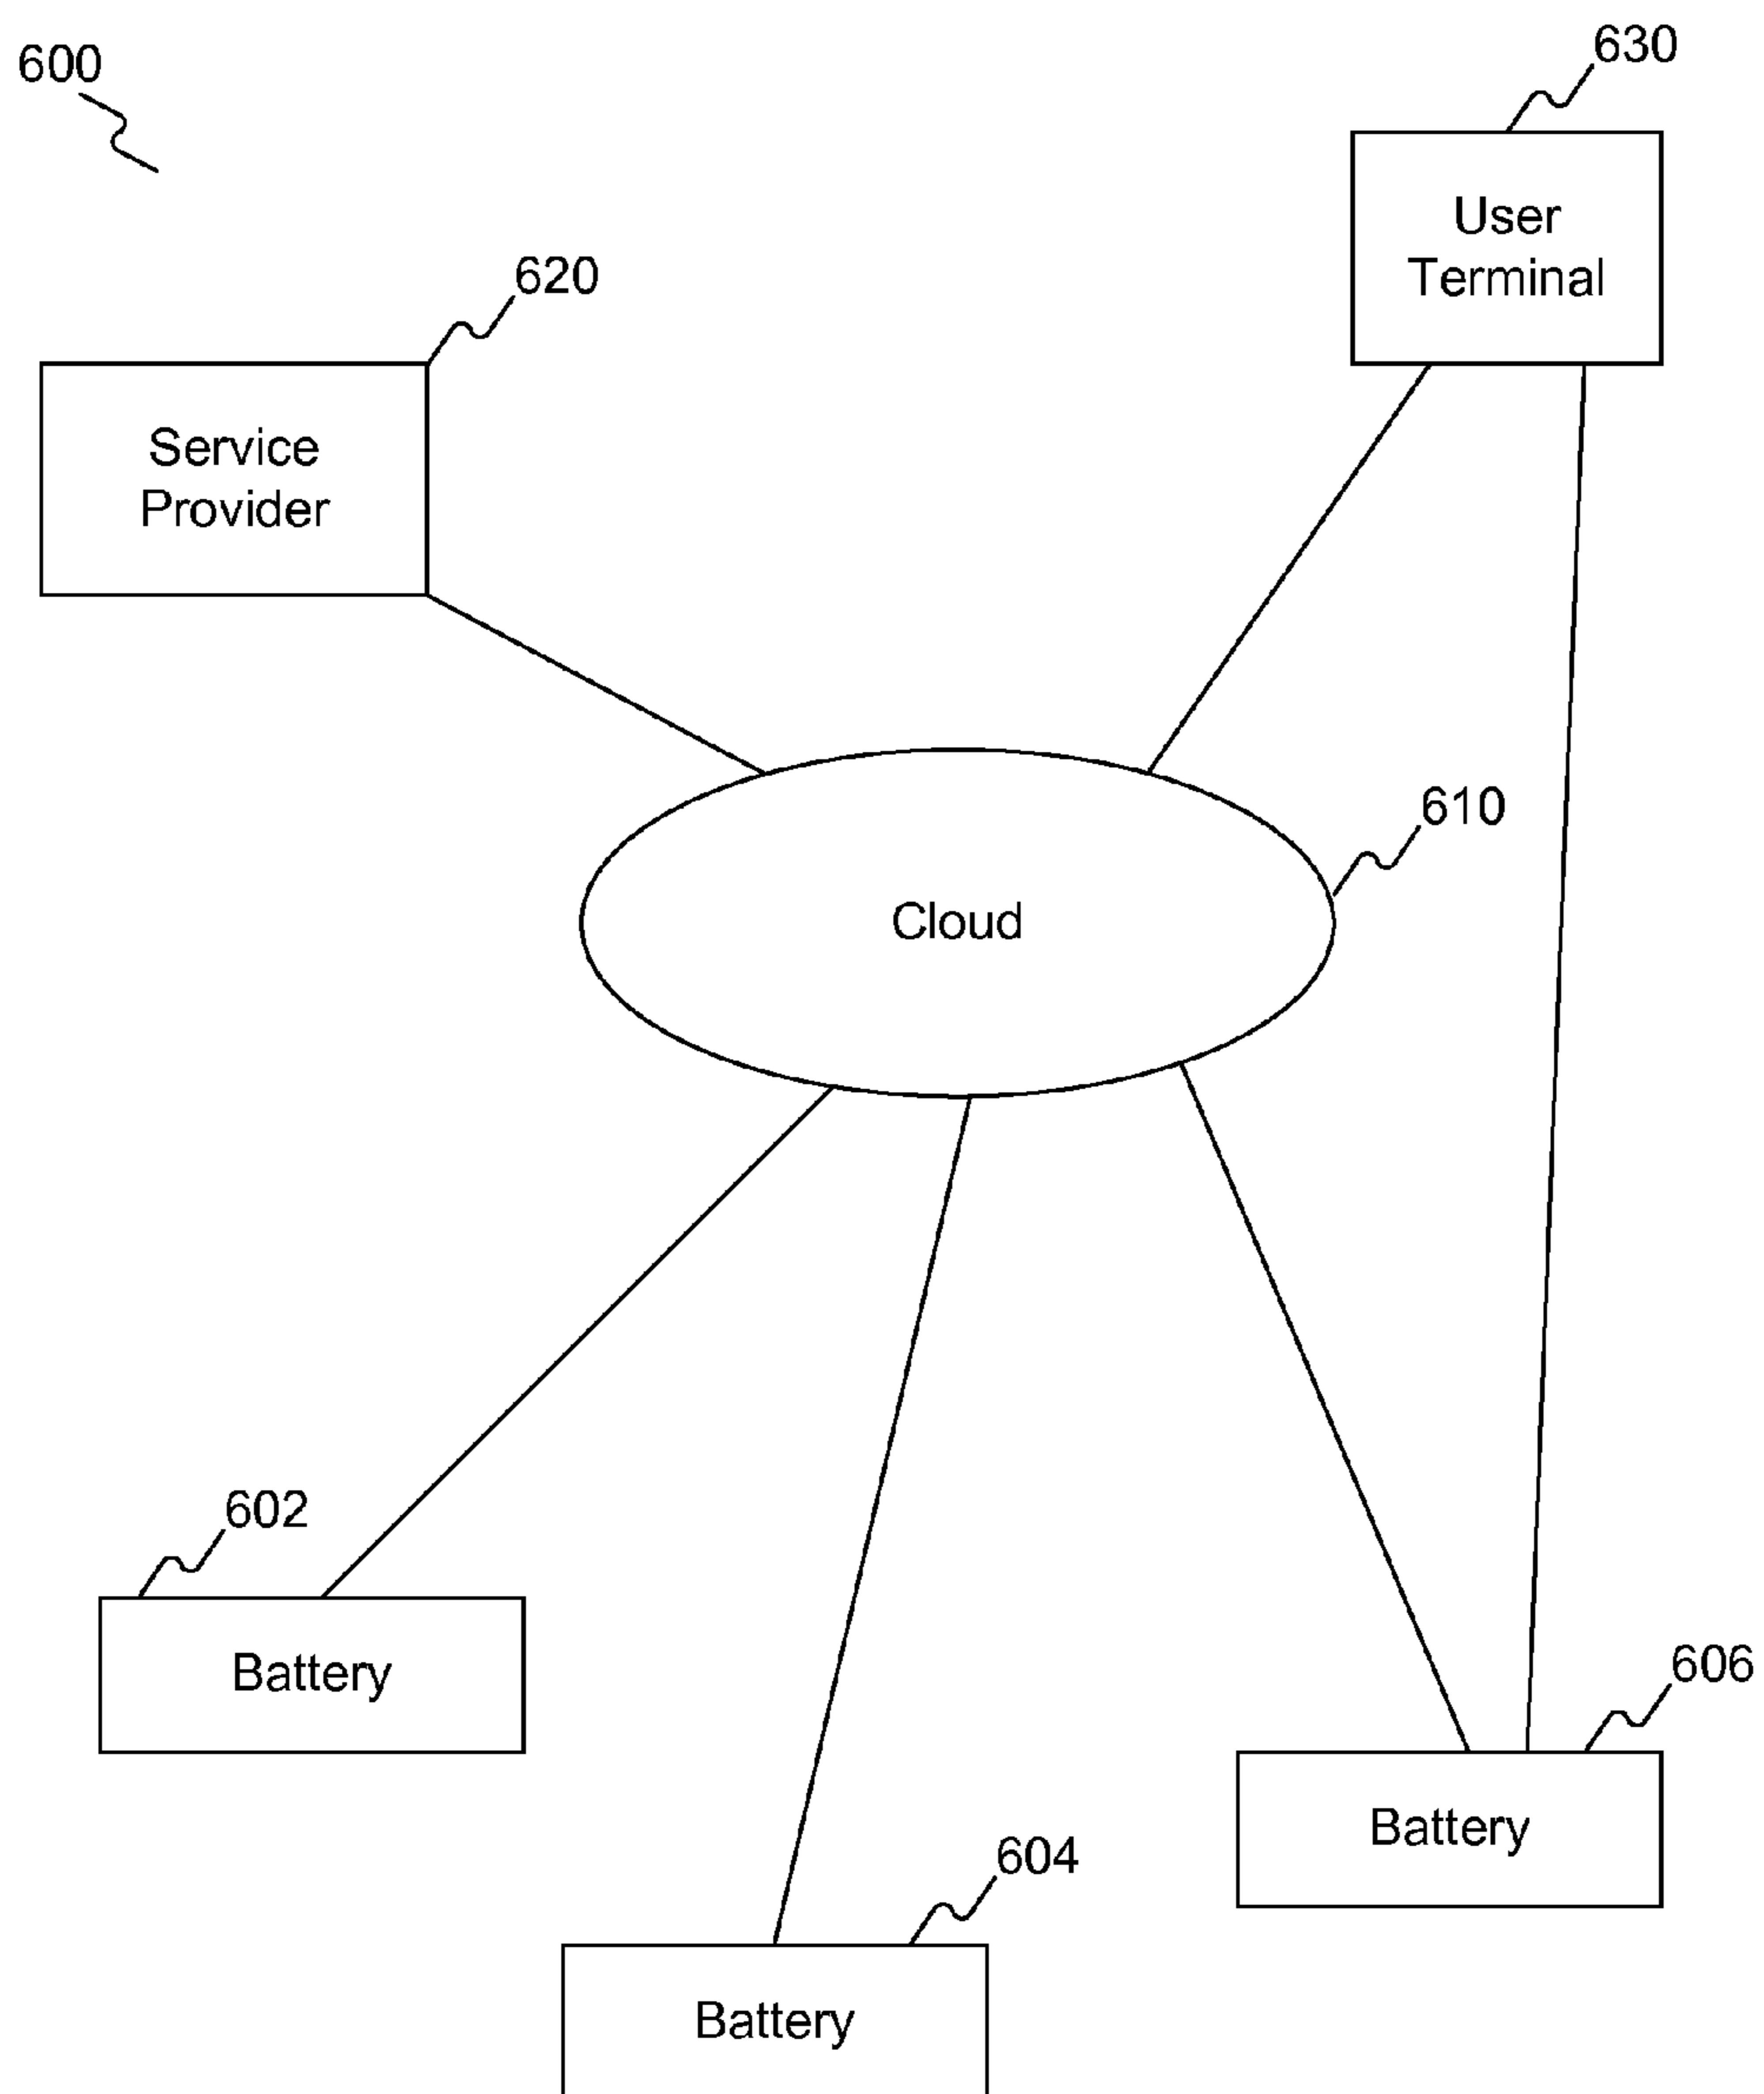 600
630
User
Terminal
620
Service
Provider
610
Cloud
602
Battery
606
Battery
604
Battery